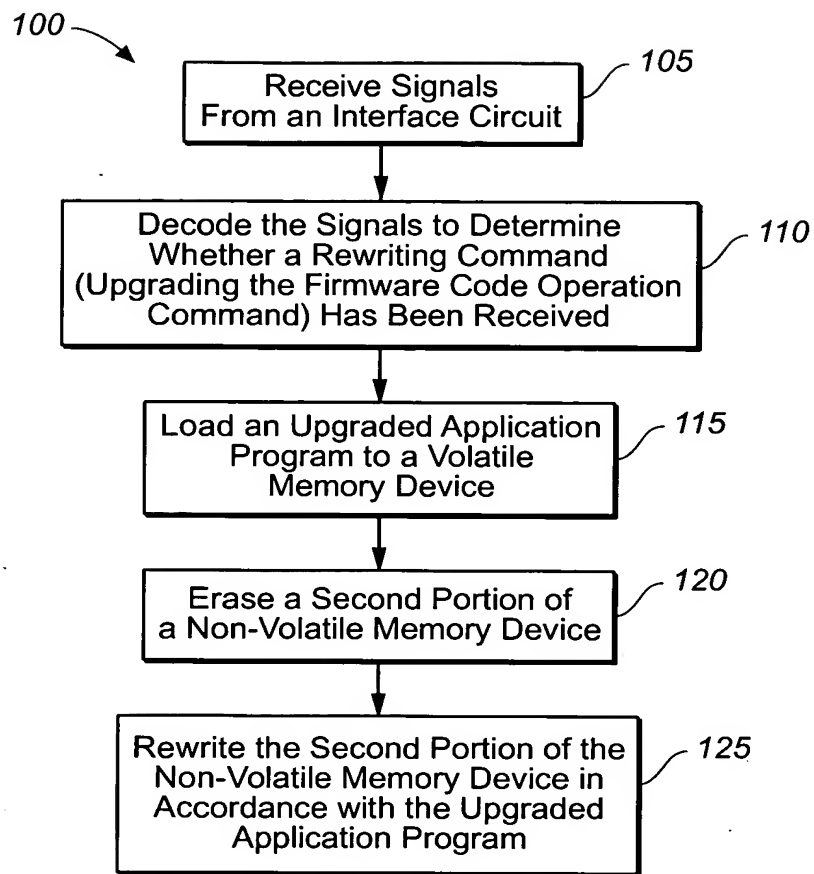 100
105
Receive Signals
From an Interface Circuit
110
Decode the Signals to Determine
Whether a Rewriting Command
(Upgrading the Firmware Code Operation
Command) Has Been Received
115
Load an Upgraded Application
Program to a Volatile
Memory Device
120
Erase a Second Portion of
a Non-Volatile Memory Device
125
Rewrite the Second Portion of the
Non-Volatile Memory Device in
Accordance with the Upgraded
Application Program